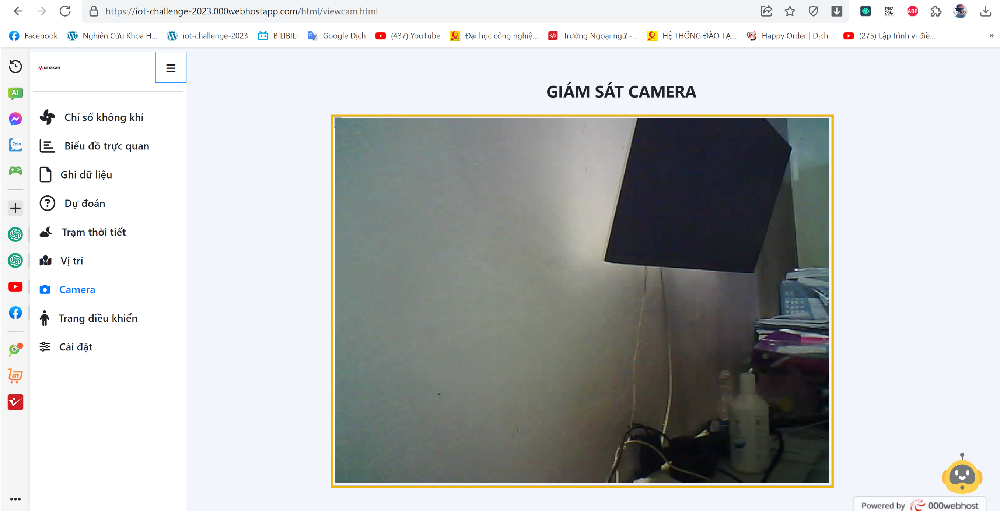 https://iot-challenge-2023.000webhostapp.com/html/viewcam.html
ABP
Facebook
Nghiên Cứu Khoa H...
iot-challenge-2023
BILIBILI
Google Dịch
(437) YouTube
Đại học công nghiệ...
Trường Ngoại ngữ -...
HỆ THỐNG ĐÀO TẠ...
Happy Order | Dịch...
(275) Lập trình vi điề...
»
AI
Zalo
KEYSIGHT
Chỉ số không khí
Biểu đồ trực quan
Ghi dữ liệu
Dự đoán
Trạm thời tiết
Vị trí
Camera
Trang điều khiển
Cài đặt
GIÁM SÁT CAMERA
Powered by 000webhost